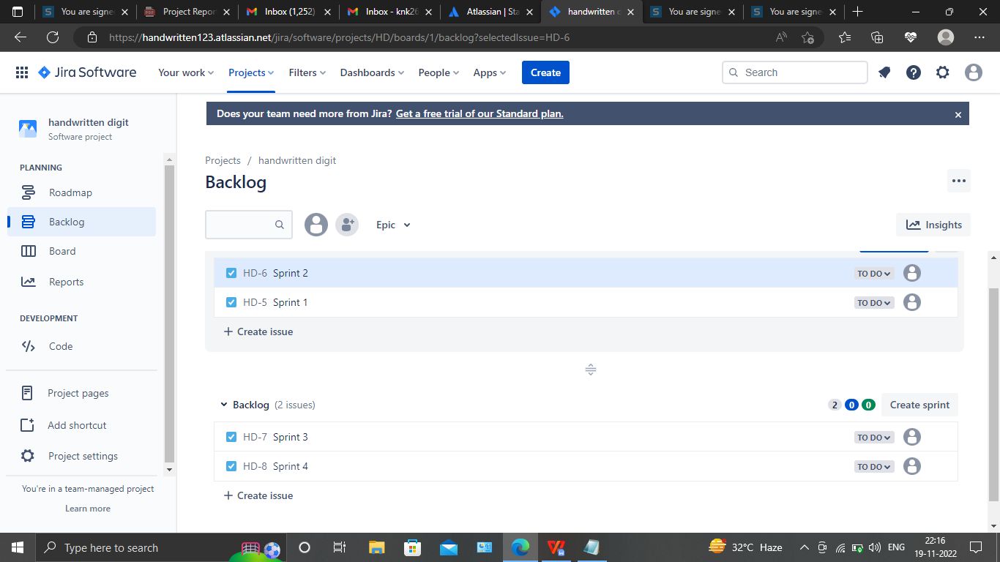 You are signe
Project Repor
Inbox (1,252)
Inbox - knk26
Atlassian | Sta
handwritten d
You are signe
You are signe
https://handwritten123.atlassian.net/jira/software/projects/HD/boards/1/backlog?selectedIssue=HD-6
Jira Software
Your work
Projects
Filters
Dashboards
People
Apps
Create
Search
handwritten digit
Software project
PLANNING
Roadmap
Backlog
Board
Reports
DEVELOPMENT
Code
Project pages
Add shortcut
Project settings
You're in a team-managed project
Learn more
Does your team need more from Jira? Get a free trial of our Standard plan.
Projects / handwritten digit
Backlog
Epic
Insights
HD-6 Sprint 2 TO DO
HD-5 Sprint 1 TO DO
+ Create issue
Backlog (2 issues) 2 0 0 Create sprint
HD-7 Sprint 3 TO DO
HD-8 Sprint 4 TO DO
+ Create issue
Type here to search
32°C Haze
ENG
22:16
19-11-2022